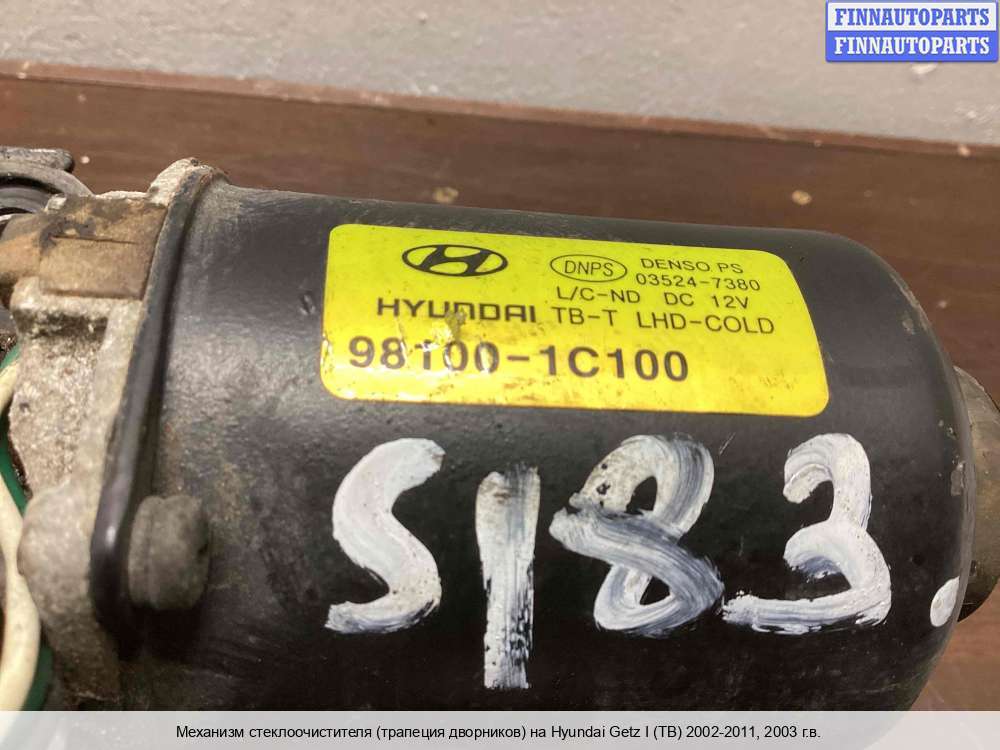 FINNAUTOPARTS
FINNAUTOPARTS
DNPS DENSO PS
03524-7380
L/C-ND DC 12V
HYUNDAI TB-T LHD-COLD
98100-1C100
S183.
Механизм стеклоочистителя (трапеция дворников) на Hyundai Getz I (TB) 2002-2011, 2003 г.в.